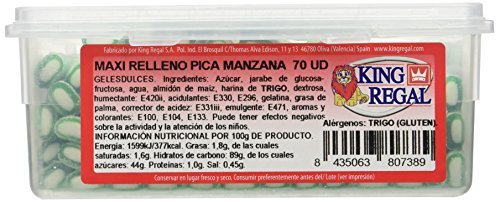 Fabricado por King Regal S.A. Pol. Ind. El Brosquil C/Thomas Alva Edison, 11 y 13 46780 Oliva (Valencia) Spain www.kingregal.com
MAXI RELLENO PICA MANZANA 70 UD
GELESDULCES. Ingredientes: Azúcar, jarabe de glucosa-
fructosa, agua, almidón de maíz, harina de TRIGO, dextrosa,
humectante: E420ii, acidulantes: E330, E296, gelatina, grasa de
palma, corrector de acidez: E331iii, emulgente: E471, aromas y
colorantes: E100, E104, E133. Puede tener efectos negativos
sobre la actividad y la atención de los niños.
INFORMACIÓN NUTRICIONAL POR 100g DE PRODUCTO.
Energía: 1599kJ/377kcal. Grasa: 1,8g, de las cuales
saturadas: 1,6g. Hidratos de carbono: 89g, de los cuales
azúcares: 44g. Proteínas: 1,0g. Sal: 0,45g.
KING
REGAL
Alérgenos: TRIGO (GLUTEN).
8 435063 807389
Conservar en lugar fresco y seco. Consumir preferentemente antes del / Lote (ver impresión)